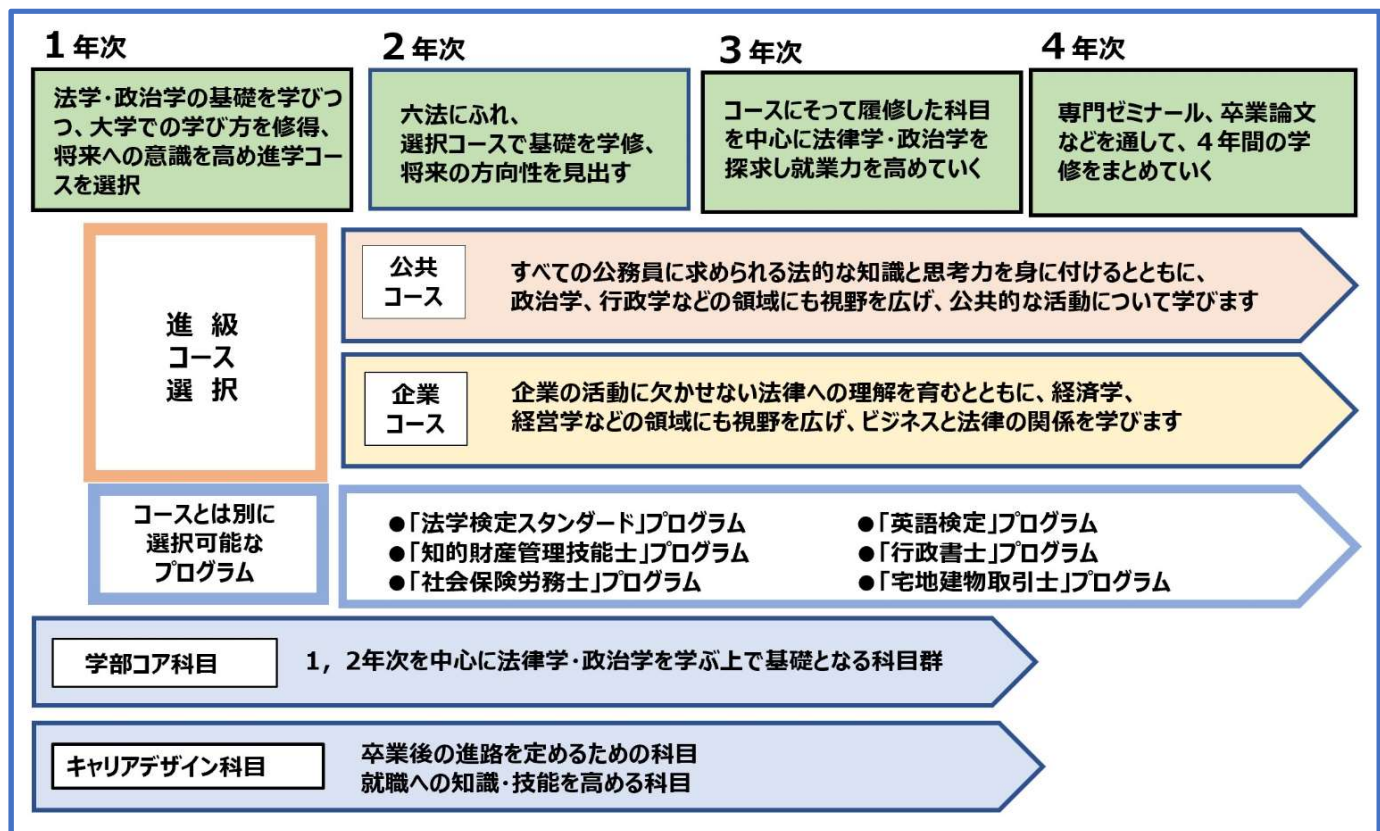 1年次
2年次
3年次
4年次
法学・政治学の基礎を学びつ
つ、大学での学び方を修得、
将来への意識を高め進学コー
スを選択
六法にふれ、
選択コースで基礎を学修、
将来の方向性を見出す
コースにそって履修した科目
を中心に法律学・政治学を
探求し就業力を高めていく
専門ゼミナール、卒業論文
などを通して、4年間の学
修をまとめていく
進 級
コース
選 択
公共
コース
すべての公務員に求められる法的な知識と思考力を身に付けるとともに、
政治学、行政学などの領域にも視野を広げ、公共的な活動について学びます
企業
コース
企業の活動に欠かせない法律への理解を育むとともに、経済学、
経営学などの領域にも視野を広げ、ビジネスと法律の関係を学びます
コースとは別に
選択可能な
プログラム
●「法学検定スタンダード」プログラム
●「知的財産管理技能士」プログラム
●「社会保険労務士」プログラム
●「英語検定」プログラム
●「行政書士」プログラム
●「宅地建物取引士」プログラム
学部コア科目
1, 2年次を中心に法律学・政治学を学ぶ上で基礎となる科目群
キャリアデザイン科目
卒業後の進路を定めるための科目
就職への知識・技能を高める科目